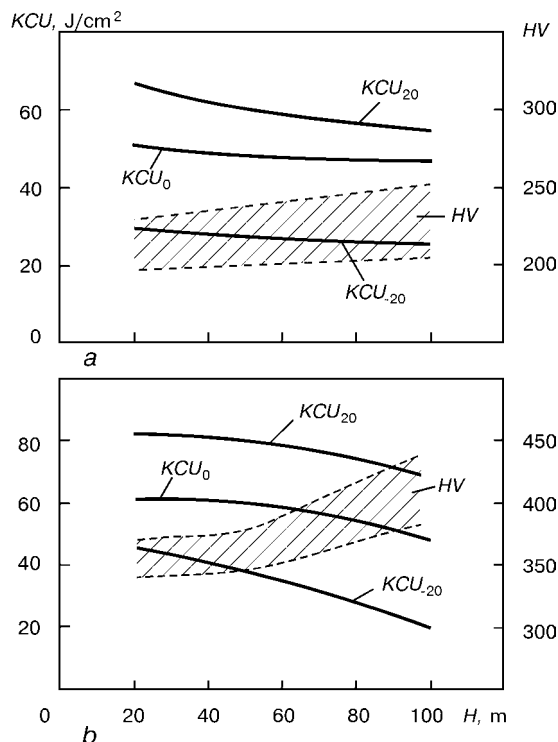 KCU, J/cm² HV
KCU₂₀
60 300
KCU₀
40 250
HV
20 200
KCU₋₂₀
0
a
KCU₂₀
80 450
KCU₀
HV
60 400
40 350
KCU₋₂₀
20 300
0 20 40 60 80 100 H, m
b